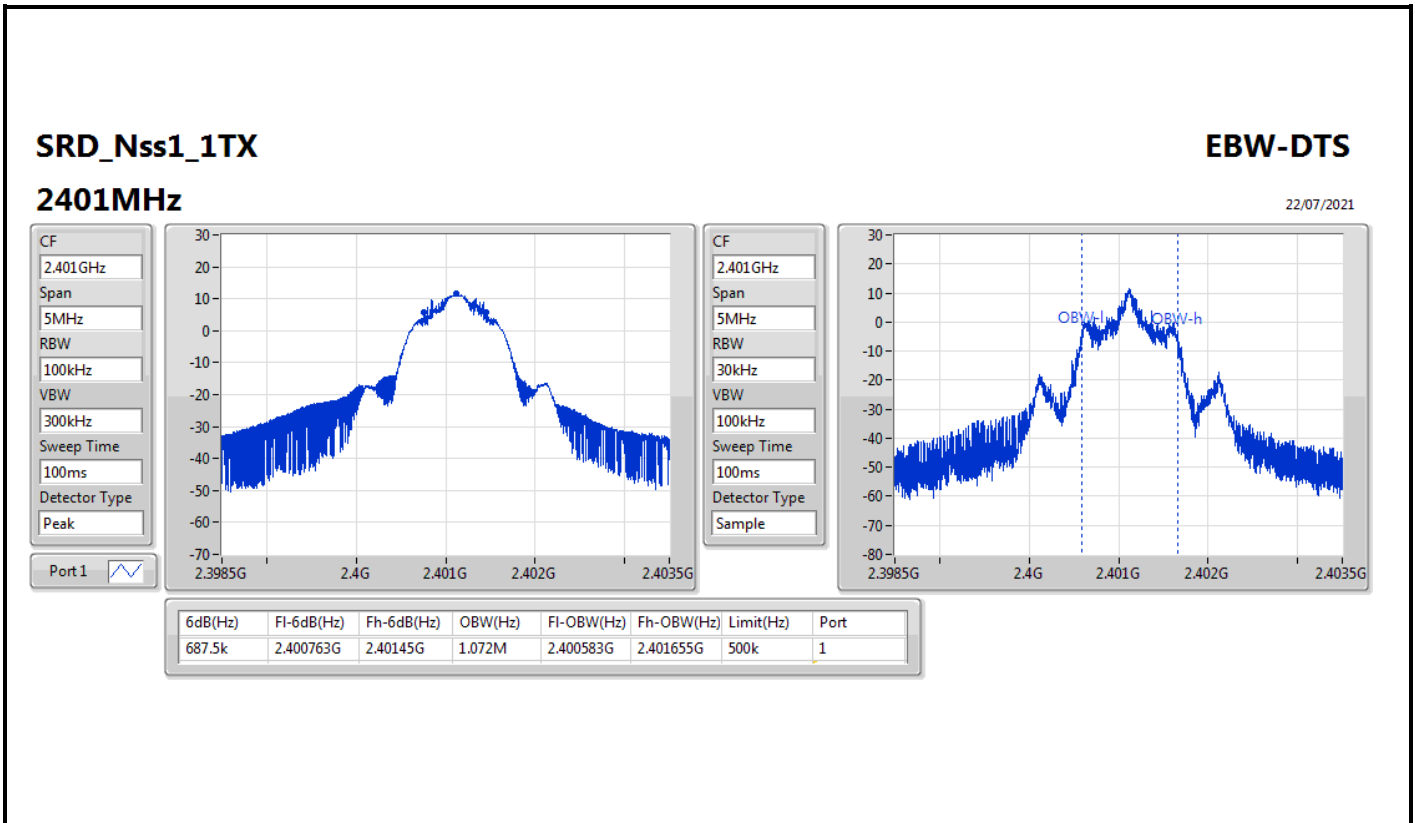 SRD_Nss1_1TX
EBW-DTS
2401MHz
22/07/2021
CF
2.401GHz
Span
5MHz
RBW
100kHz
VBW
300kHz
Sweep Time
100ms
Detector Type
Peak
Port 1
30
20
10
0
-10
-20
-30
-40
-50
-60
-70
2.3985G 2.4G 2.401G 2.402G 2.4035G
CF
2.401GHz
Span
5MHz
RBW
30kHz
VBW
100kHz
Sweep Time
100ms
Detector Type
Sample
30
20
10
0
-10
-20
-30
-40
-50
-60
-70
-80
OBW-l OBW-h
2.3985G 2.4G 2.401G 2.402G 2.4035G
6dB(Hz) Fl-6dB(Hz) Fh-6dB(Hz) OBW(Hz) Fl-OBW(Hz) Fh-OBW(Hz) Limit(Hz) Port
687.5k 2.400763G 2.40145G 1.072M 2.400583G 2.401655G 500k 1